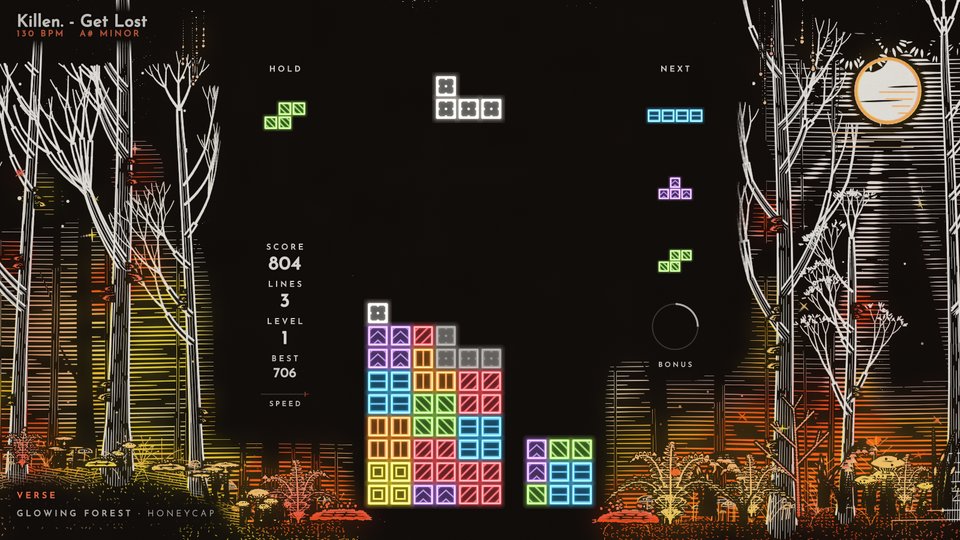 Killen. - Get Lost
130 BPM A# MINOR
HOLD
NEXT
SCORE
804
LINES
3
LEVEL
1
BEST
706
SPEED
BONUS
VERSE
GLOWING FOREST · HONEYCAP